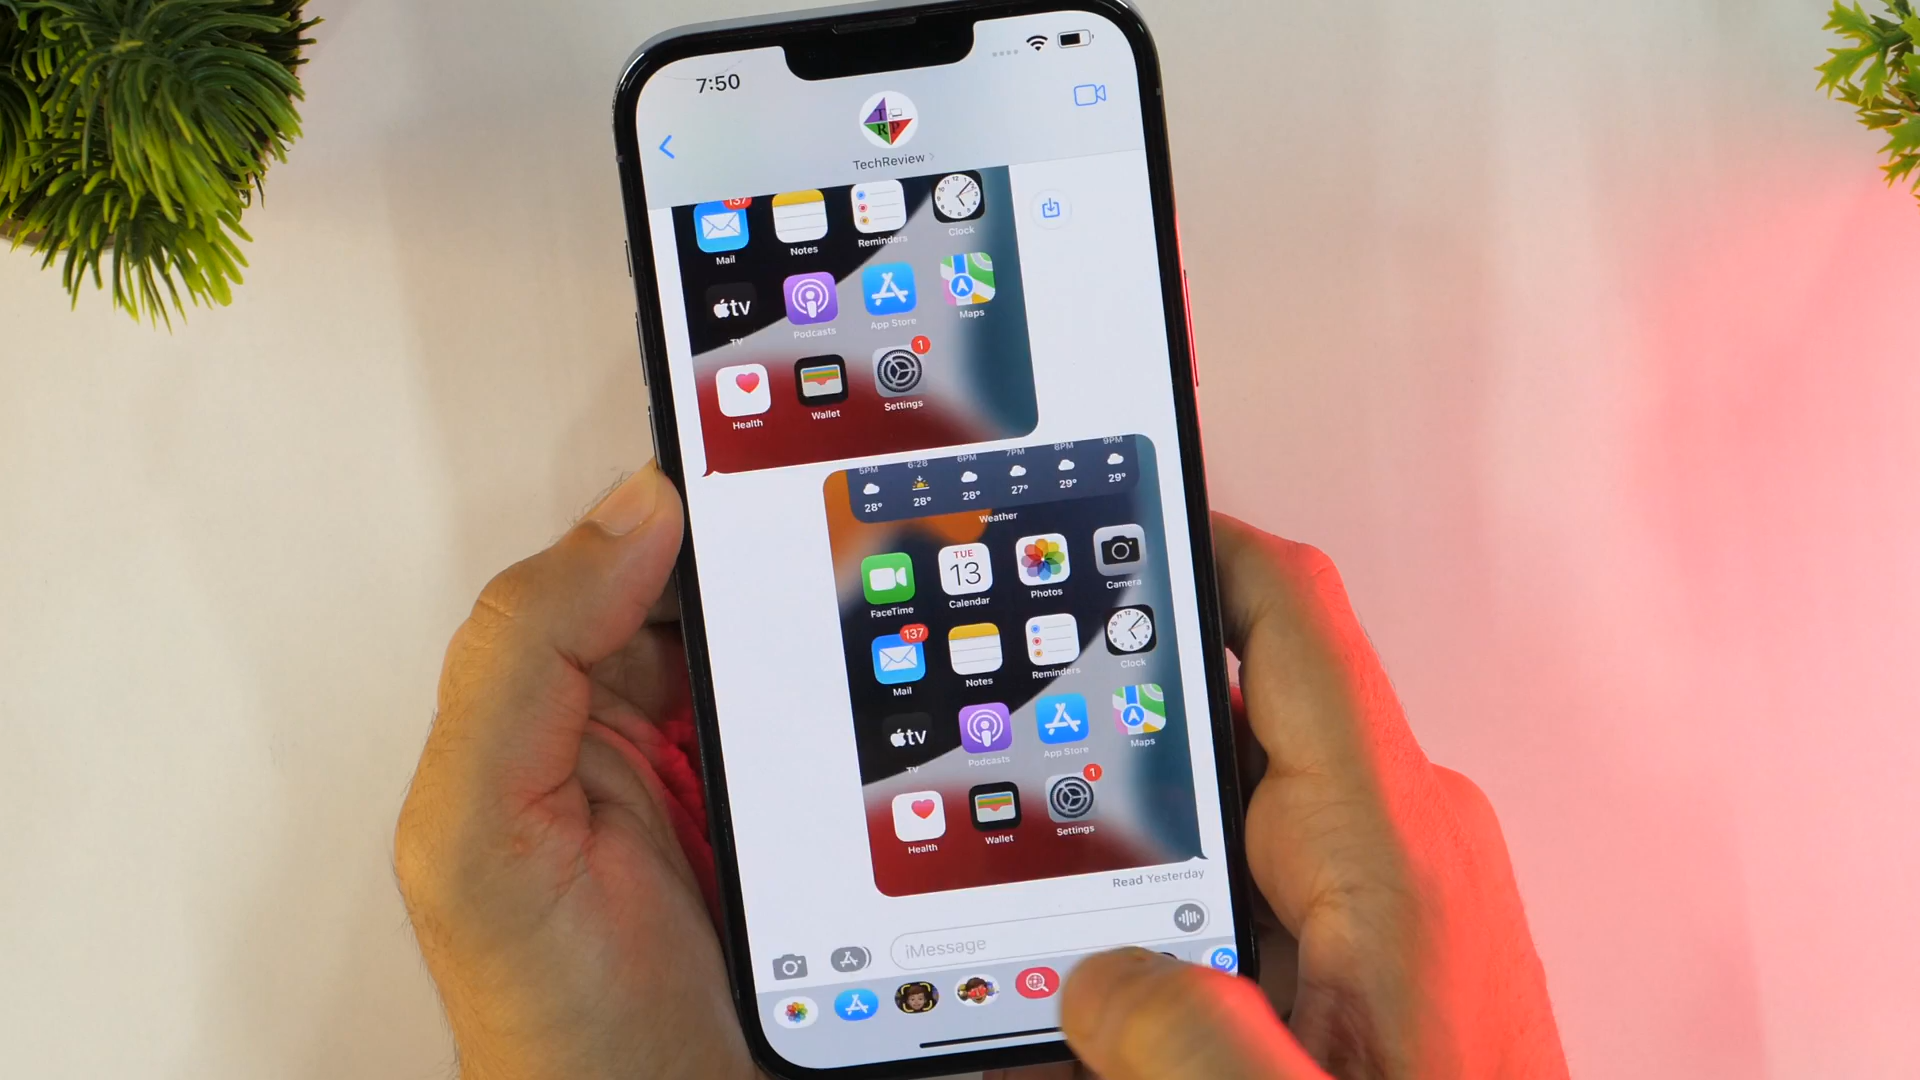 7:50
T
R P
TechReview
137
Mail
Notes
Reminders
Clock
tv
TV
Podcasts
App Store
Maps
1
Health
Wallet
Settings
5PM 6:28 6PM 7PM 8PM 9PM
28° 28° 28° 27° 29° 29°
Weather
TUE
13
FaceTime
Calendar
Photos
Camera
137
Mail
Notes
Reminders
Clock
tv
TV
Podcasts
App Store
Maps
1
Health
Wallet
Settings
Read Yesterday
iMessage